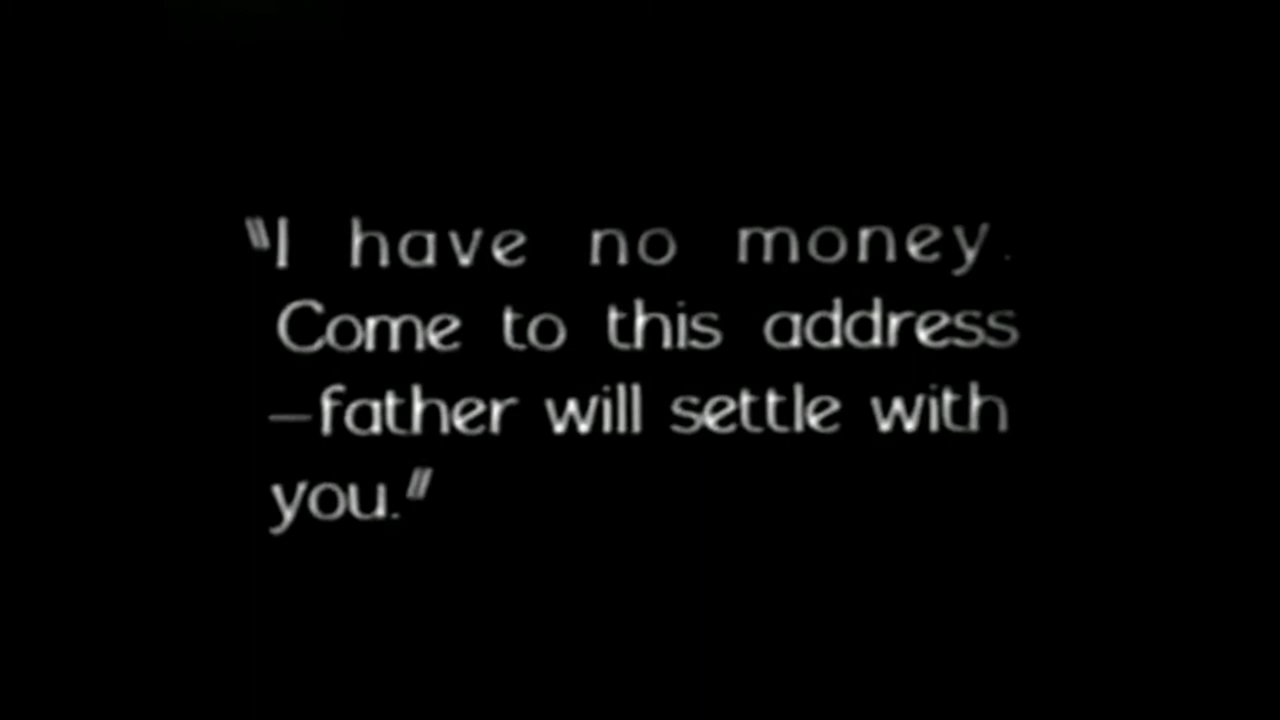 "I have no money.
Come to this address
—father will settle with
you."